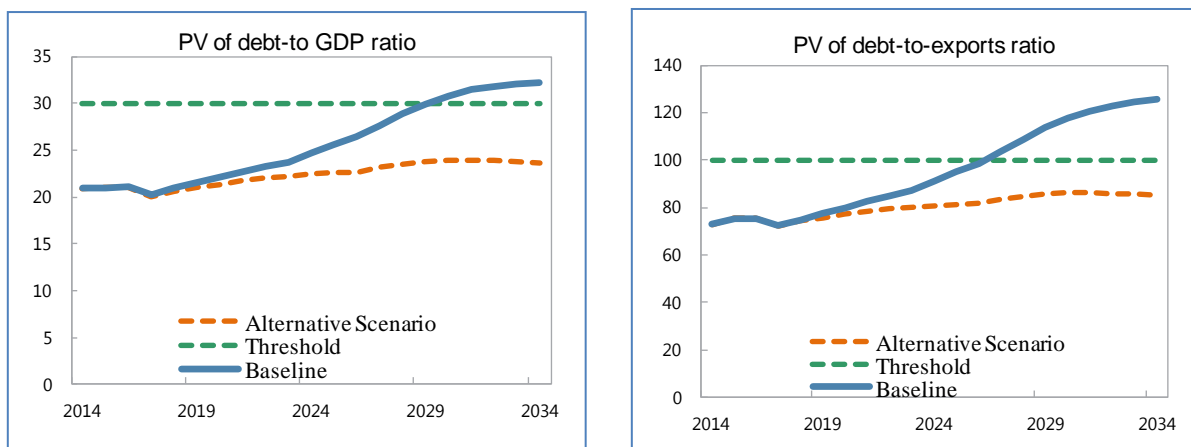 PV of debt-to GDP ratio
35
30
25
20
15
10
5
0
Alternative Scenario
Threshold
Baseline
2014 2019 2024 2029 2034
PV of debt-to-exports ratio
140
120
100
80
60
40
20
0
Alternative Scenario
Threshold
Baseline
2014 2019 2024 2029 2034